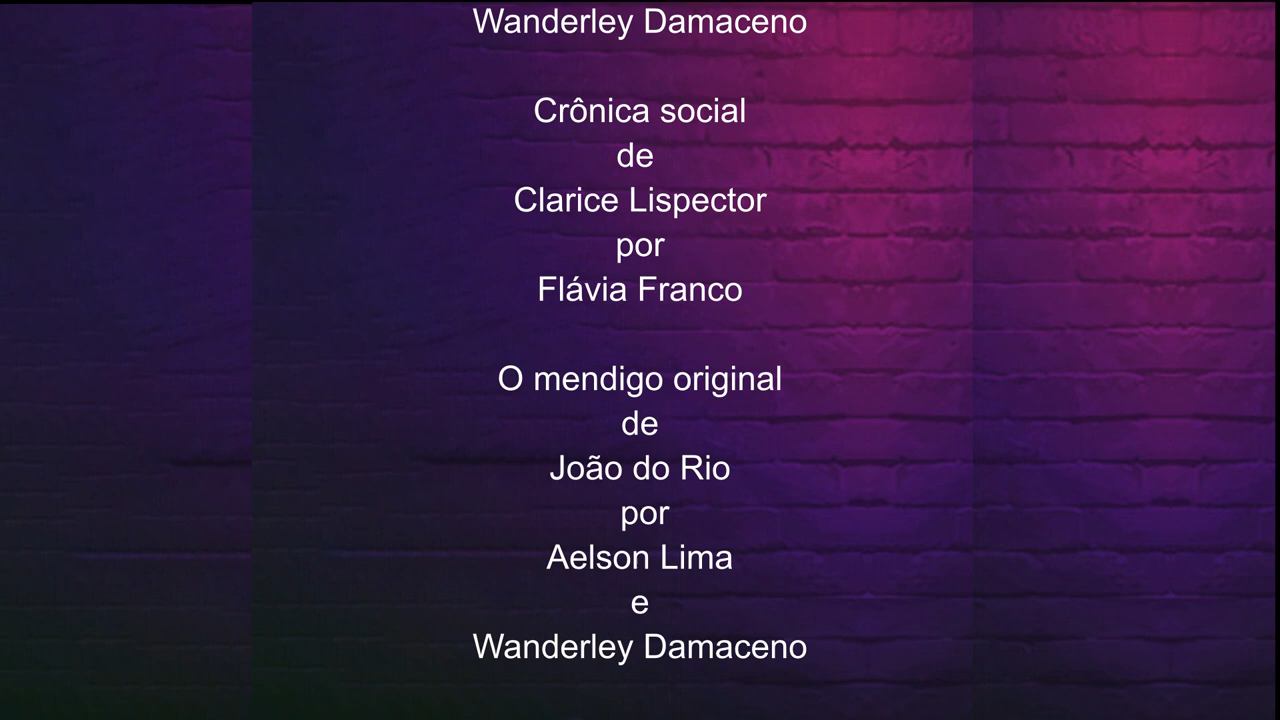 Wanderley Damaceno
Crônica social
de
Clarice Lispector
por
Flávia Franco
O mendigo original
de
João do Rio
por
Aelson Lima
e
Wanderley Damaceno